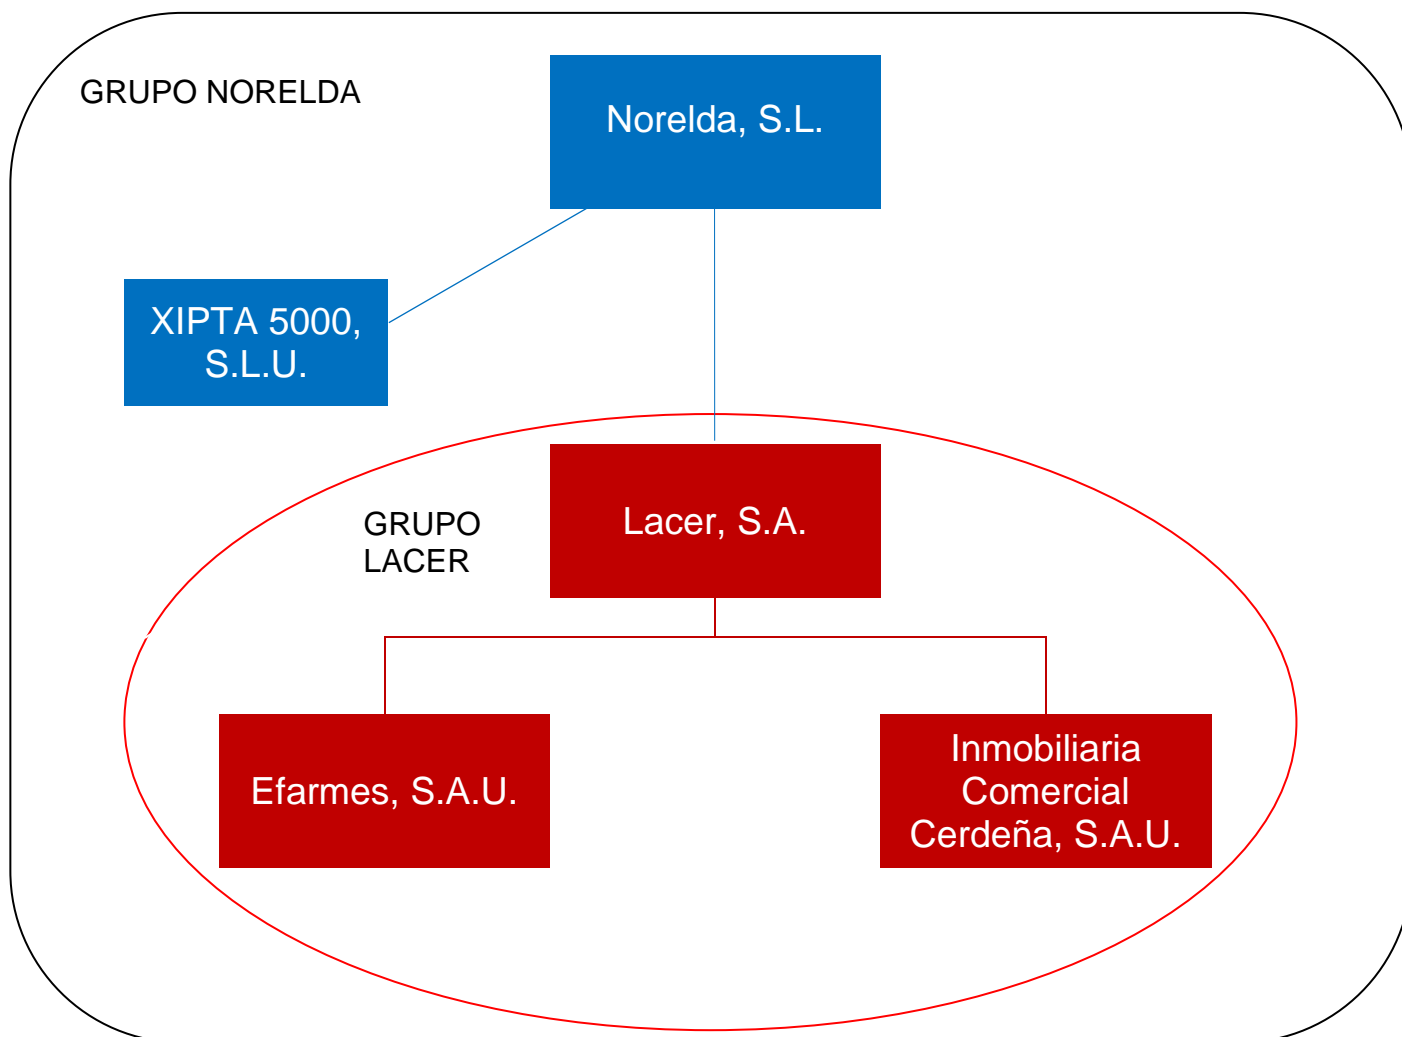 GRUPO NORELDA
Norelda, S.L.
XIPTA 5000,
S.L.U.
GRUPO
LACER
Lacer, S.A.
Efarmes, S.A.U.
Inmobiliaria
Comercial
Cerdeña, S.A.U.